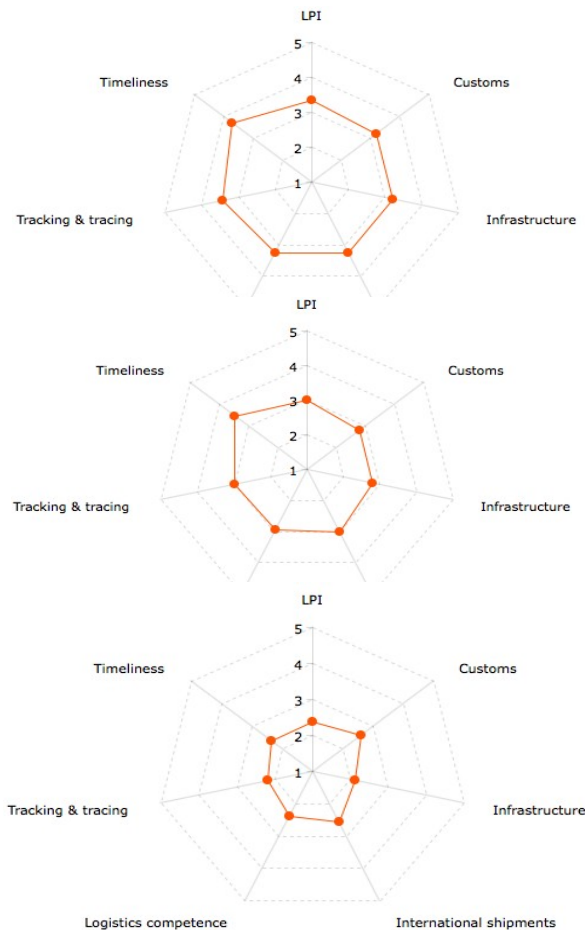 LPI
5
Timeliness
Customs
4
3
2
1
Tracking & tracing
Infrastructure
LPI
5
Timeliness
Customs
4
3
2
1
Tracking & tracing
Infrastructure
LPI
5
Timeliness
Customs
4
3
2
1
Tracking & tracing
Infrastructure
Logistics competence
International shipments